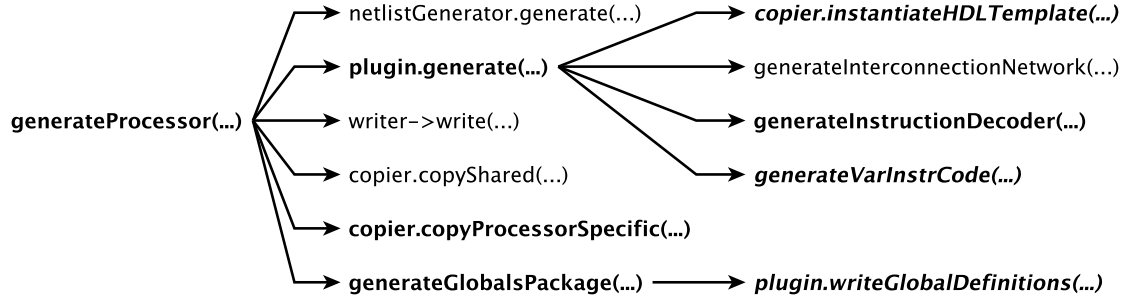 netlistGenerator.generate(...)
copier.instantiateHDLTemplate(...)
plugin.generate(...)
generateInterconnectionNetwork(...)
generateProcessor(...)
writer->write(...)
generateInstructionDecoder(...)
copier.copyShared(...)
generateVarInstrCode(...)
copier.copyProcessorSpecific(...)
generateGlobalsPackage(...)
plugin.writeGlobalDefinitions(...)